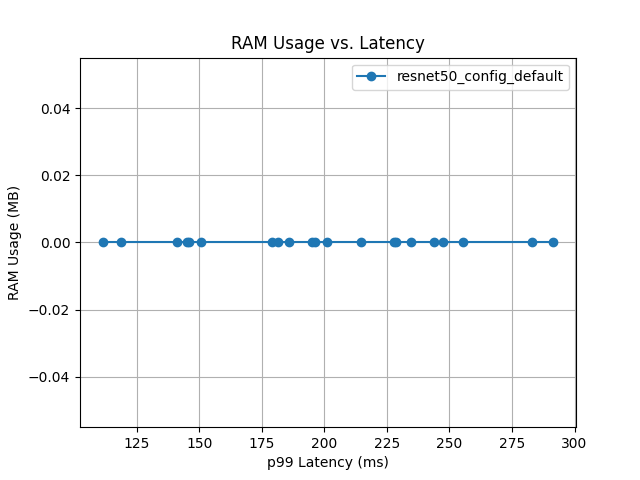 RAM Usage vs. Latency
resnet50_config_default
RAM Usage (MB)
0.04
0.02
0.00
−0.02
−0.04
125 150 175 200 225 250 275 300
p99 Latency (ms)